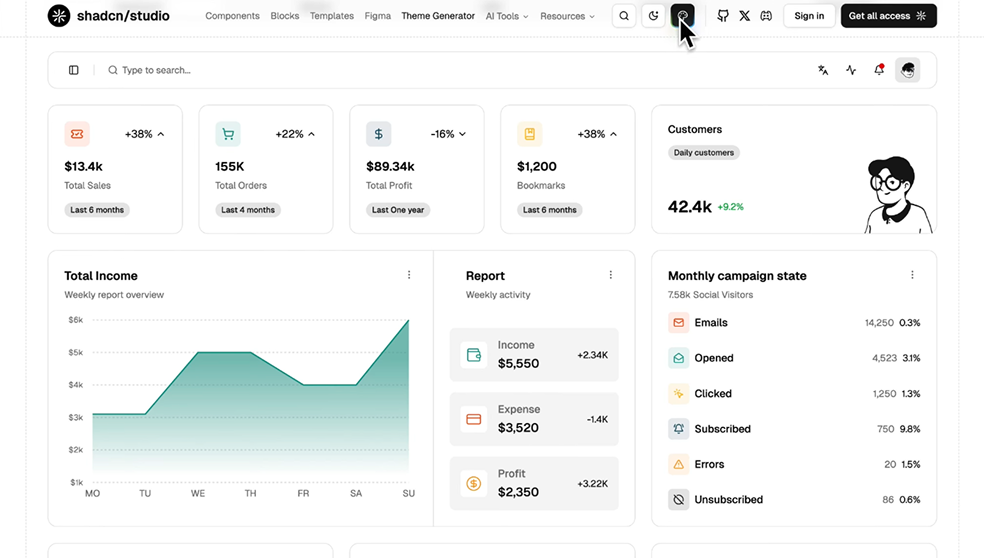 shadcn/studio Components Blocks Templates Figma Theme Generator AI Tools Resources Sign in Get all access
Type to search...
+38%
$13.4k
Total Sales
Last 6 months
+22%
155K
Total Orders
Last 4 months
-16%
$89.34k
Total Profit
Last One year
+38%
$1,200
Bookmarks
Last 6 months
Customers
Daily customers
42.4k +9.2%
Total Income
Weekly report overview
$6k
$5k
$4k
$3k
$2k
$1k
MO TU WE TH FR SA SU
Report
Weekly activity
Income
$5,550
+2.34K
Expense
$3,520
-1.4K
Profit
$2,350
+3.22K
Monthly campaign state
7.58k Social Visitors
Emails 14,250 0.3%
Opened 4,523 3.1%
Clicked 1,250 1.3%
Subscribed 750 9.8%
Errors 20 1.5%
Unsubscribed 86 0.6%